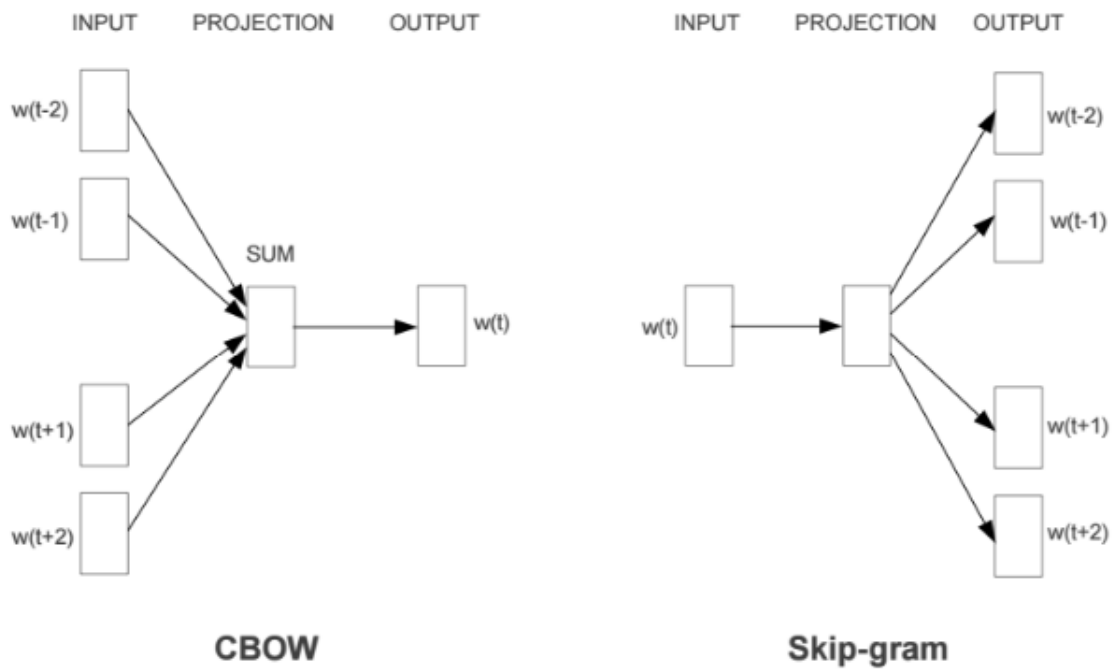 INPUT PROJECTION OUTPUT
w(t-2)
w(t-1)
SUM
w(t)
w(t+1)
w(t+2)
CBOW
INPUT PROJECTION OUTPUT
w(t-2)
w(t-1)
w(t)
w(t+1)
w(t+2)
Skip-gram